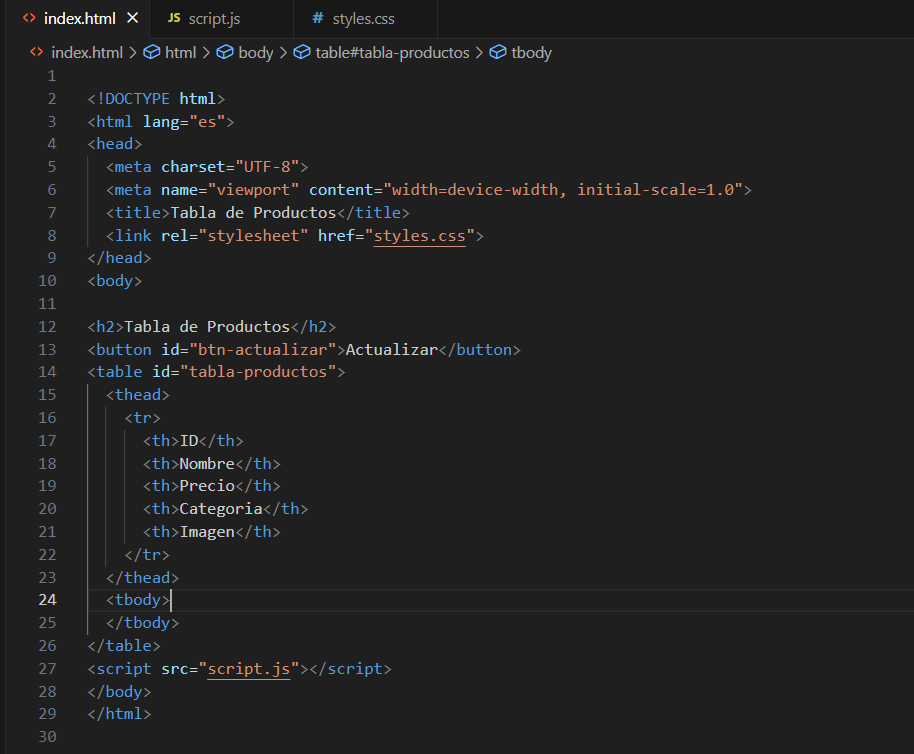 index.html
script.js
styles.css
index.html > html > body > table#tabla-productos > tbody
1
2 <!DOCTYPE html>
3 <html lang="es">
4 <head>
5   <meta charset="UTF-8">
6   <meta name="viewport" content="width=device-width, initial-scale=1.0">
7   <title>Tabla de Productos</title>
8   <link rel="stylesheet" href="styles.css">
9 </head>
10 <body>
11
12 <h2>Tabla de Productos</h2>
13 <button id="btn-actualizar">Actualizar</button>
14 <table id="tabla-productos">
15   <thead>
16     <tr>
17       <th>ID</th>
18       <th>Nombre</th>
19       <th>Precio</th>
20       <th>Categoria</th>
21       <th>Imagen</th>
22     </tr>
23   </thead>
24   <tbody>
25   </tbody>
26 </table>
27 <script src="script.js"></script>
28 </body>
29 </html>
30